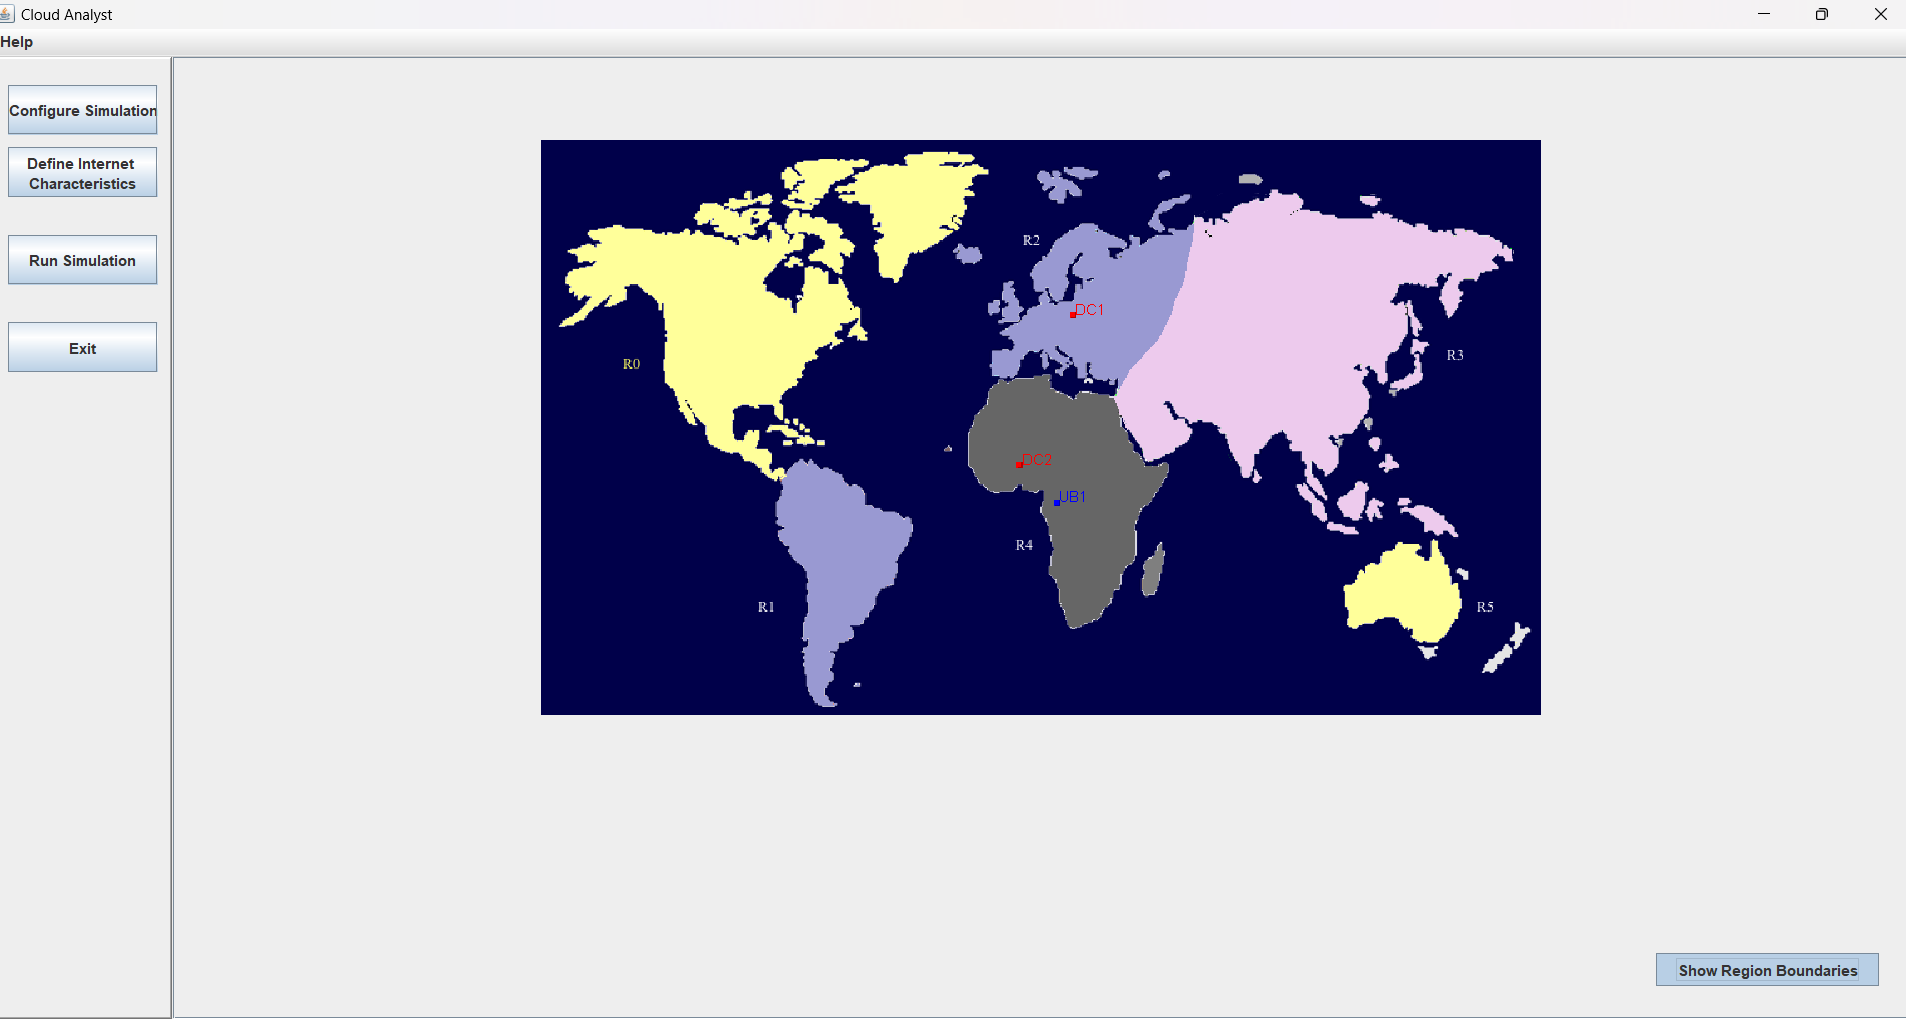 Cloud Analyst
Help
Configure Simulation
Define Internet
Characteristics
Run Simulation
Exit
R2
DC1
R3
R0
DC2
UB1
R4
R1
R5
Show Region Boundaries